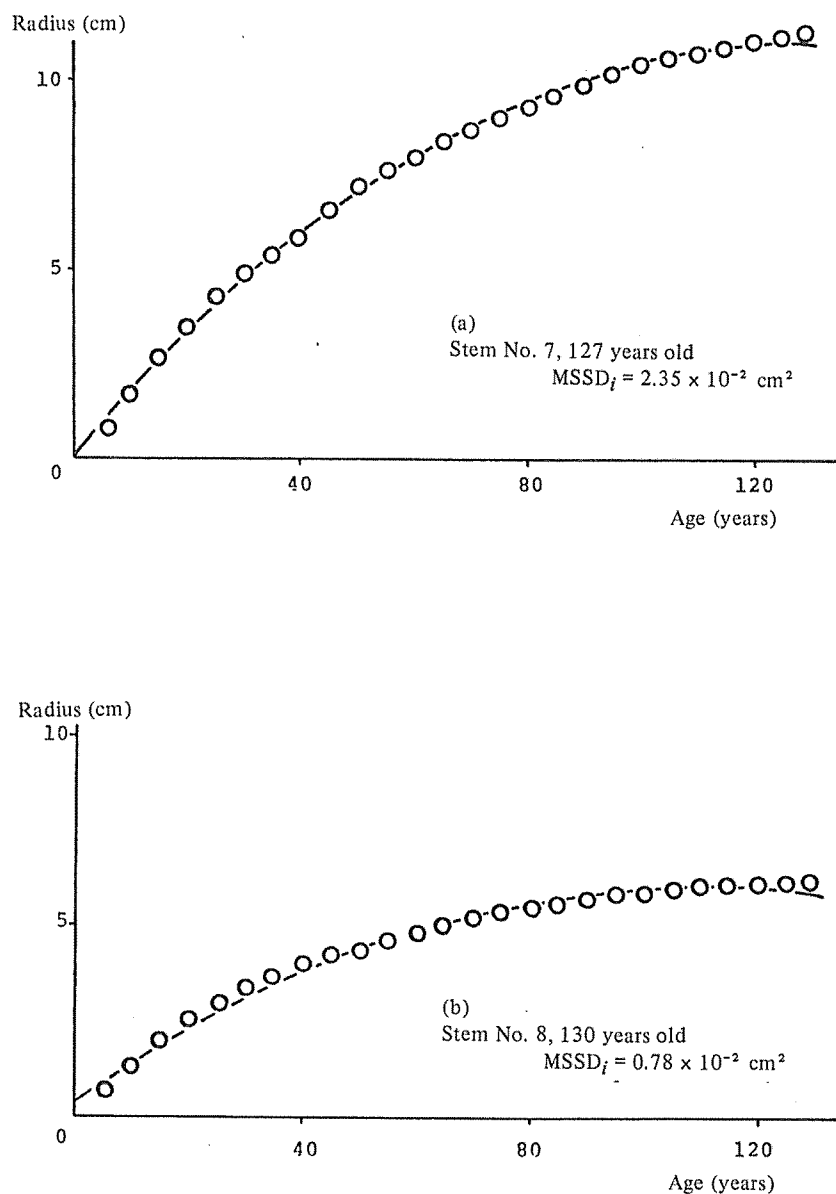 Radius (cm)
10
5
0
40
80
120
Age (years)
(a)
Stem No. 7, 127 years old
MSSDᵢ = 2.35 × 10⁻² cm²
Radius (cm)
10
5
0
40
80
120
Age (years)
(b)
Stem No. 8, 130 years old
MSSDᵢ = 0.78 × 10⁻² cm²